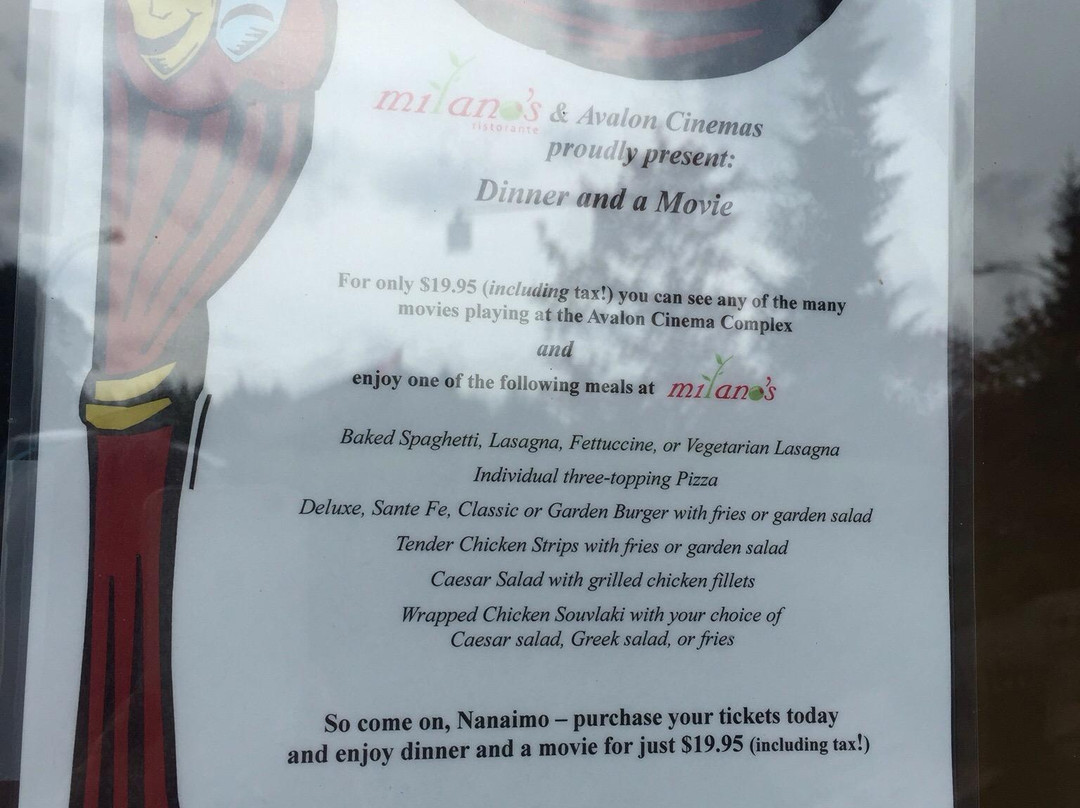 milano's & Avalon Cinemas
ristorante
proudly present:
Dinner and a Movie
For only $19.95 (including tax!) you can see any of the many
movies playing at the Avalon Cinema Complex
and
enjoy one of the following meals at milano's
Baked Spaghetti, Lasagna, Fettuccine, or Vegetarian Lasagna
Individual three-topping Pizza
Deluxe, Sante Fe, Classic or Garden Burger with fries or garden salad
Tender Chicken Strips with fries or garden salad
Caesar Salad with grilled chicken fillets
Wrapped Chicken Souvlaki with your choice of
Caesar salad, Greek salad, or fries
So come on, Nanaimo – purchase your tickets today
and enjoy dinner and a movie for just $19.95 (including tax!)